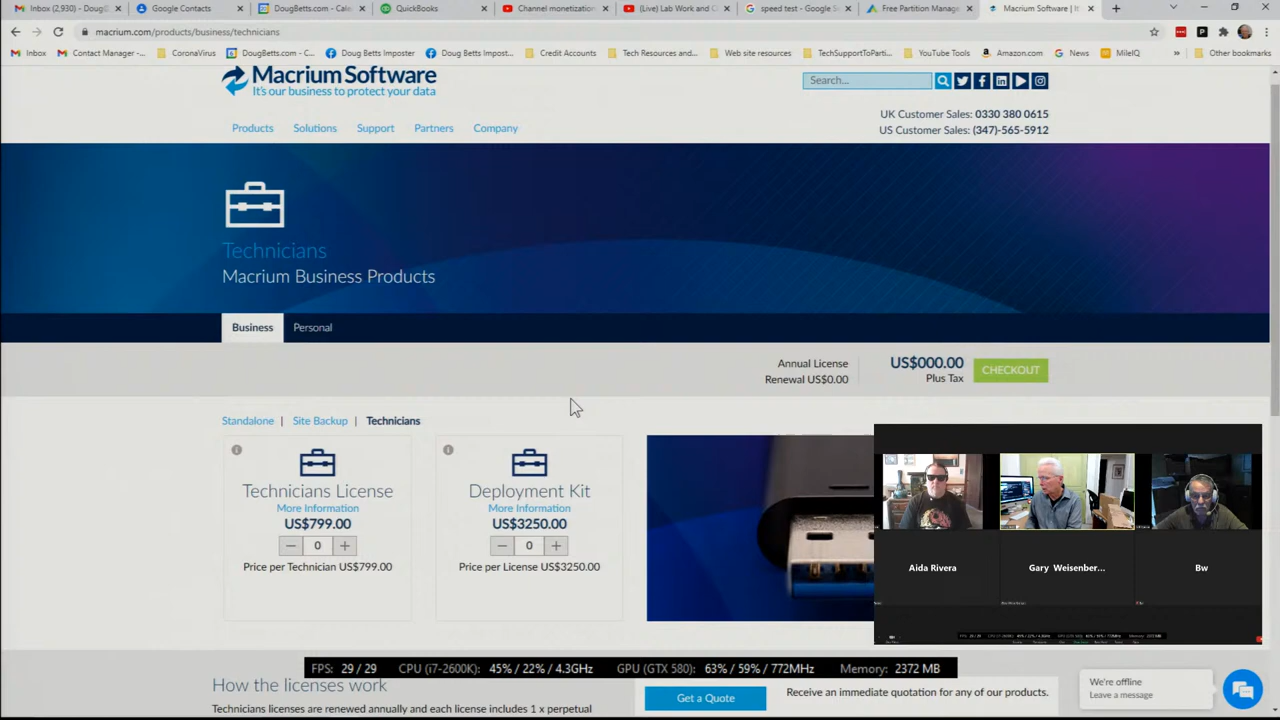 Inbox (2,930) - DougB
Google Contacts
DougBetts.com - Cale
QuickBooks
Channel monetization
(Live) Lab Work and C
speed test - Google S
Free Partition Manage
Macrium Software | It
macrium.com/products/business/technicians
Inbox
Contact Manager -...
CoronaVirus
DougBetts.com - C...
Doug Betts Imposter
Doug Betts Impost...
Credit Accounts
Tech Resources and...
Web site resources
TechSupportToParti...
YouTube Tools
Amazon.com
News
MileIQ
»
Other bookmarks
Macrium Software
It's our business to protect your data
Search...
UK Customer Sales: 0330 380 0615
US Customer Sales: (347)-565-5912
Products Solutions Support Partners Company
Technicians
Macrium Business Products
Business Personal
Annual License
Renewal US$0.00
US$000.00
Plus Tax
CHECKOUT
Standalone | Site Backup | Technicians
Technicians License
More Information
US$799.00
− 0 +
Price per Technician US$799.00
Deployment Kit
More Information
US$3250.00
− 0 +
Price per License US$3250.00
Aida Rivera
Gary Weisenber...
Bw
FPS: 29 / 29 CPU (i7-2600K): 45% / 22% / 4.3GHz GPU (GTX 580): 63% / 59% / 772MHz Memory: 2372 MB
How the licenses work
Technicians licenses are renewed annually and each license includes 1 x perpetual
Get a Quote
Receive an immediate quotation for any of our products.
We're offline
Leave a message